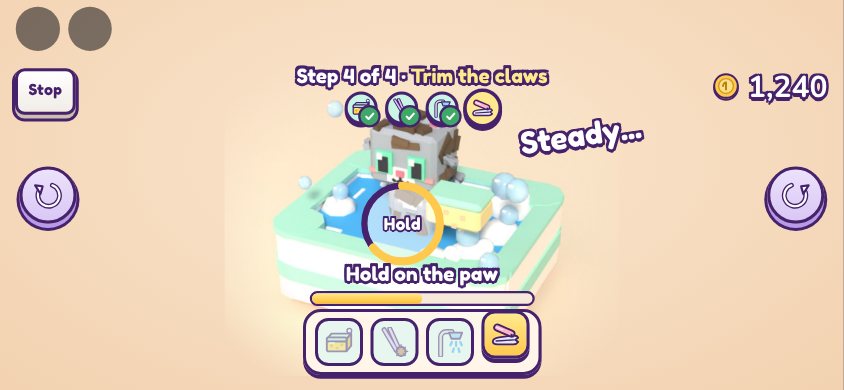 Step 4 of 4 · Trim the claws
Stop
1,240
Steady...
Hold
Hold on the paw